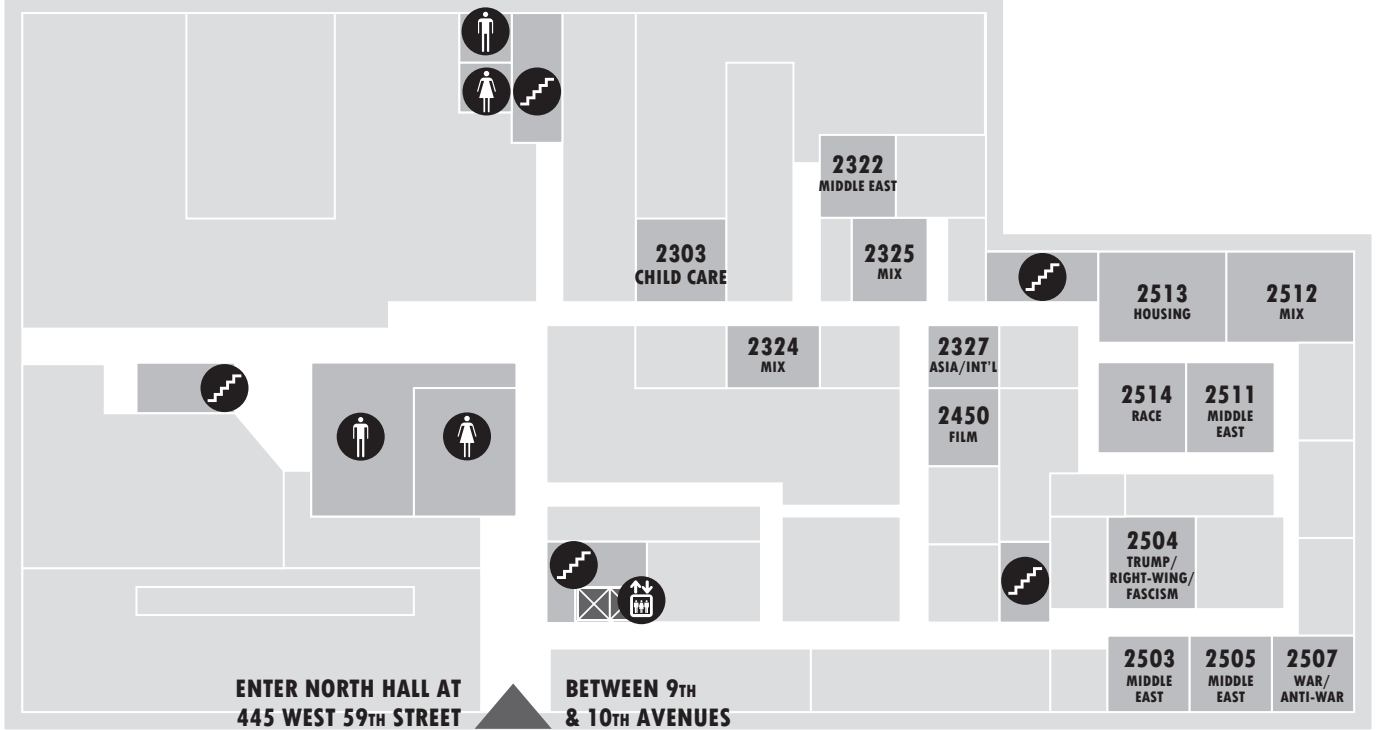 2322
MIDDLE EAST
2303
CHILD CARE
2325
MIX
2513
HOUSING
2512
MIX
2324
MIX
2327
ASIA/INT'L
2514
RACE
2511
MIDDLE
EAST
2450
FILM
2504
TRUMP/
RIGHT-WING/
FASCISM
2503
MIDDLE
EAST
2505
MIDDLE
EAST
2507
WAR/
ANTI-WAR
ENTER NORTH HALL AT
445 WEST 59TH STREET
BETWEEN 9TH
& 10TH AVENUES